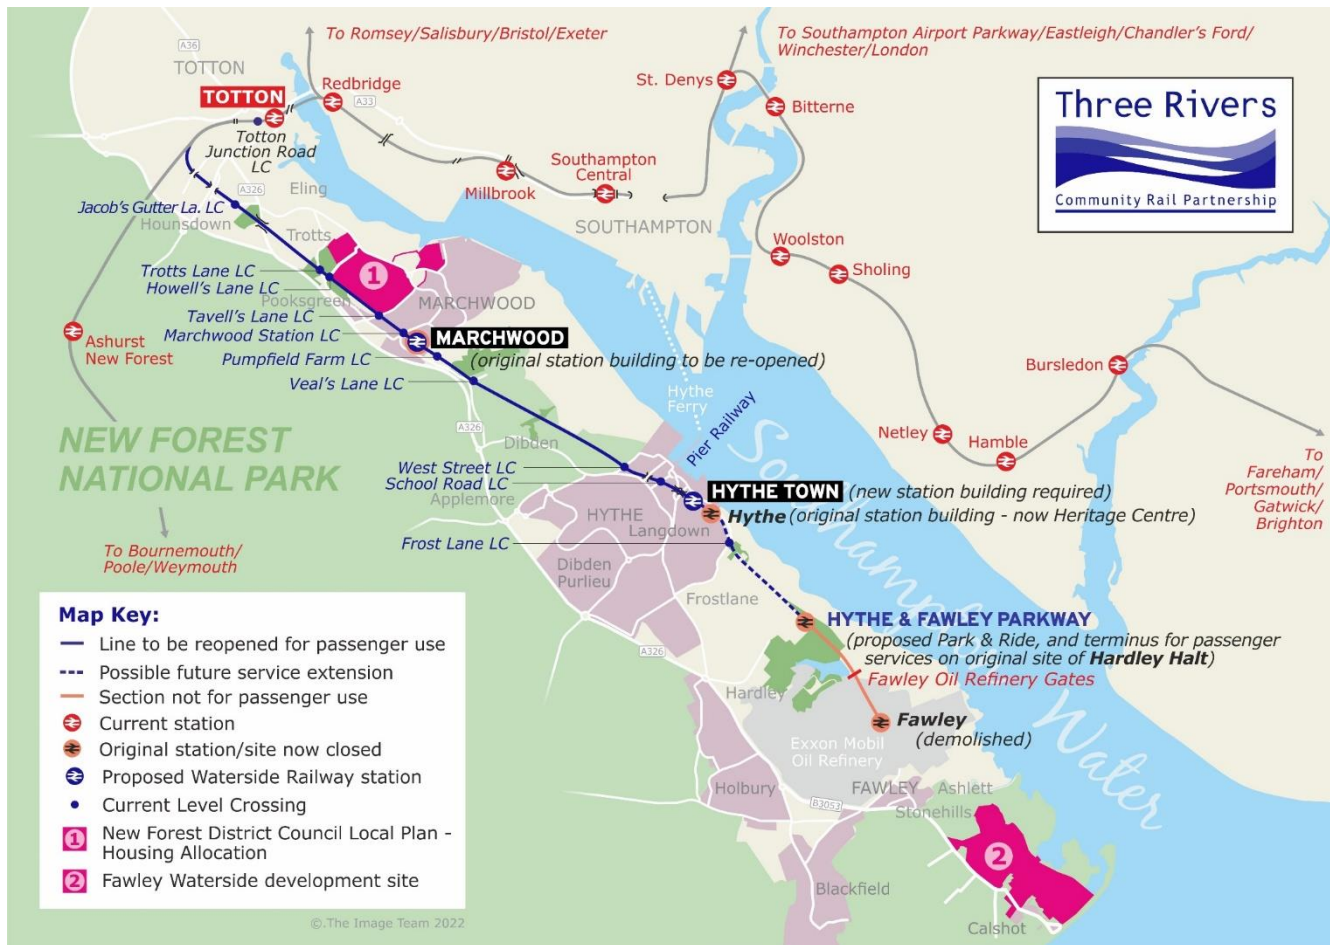 To Romsey/Salisbury/Bristol/Exeter
To Southampton Airport Parkway/Eastleigh/Chandler's Ford/
Winchester/London
A36
TOTTON
TOTTON
Redbridge
A33
St. Denys
Bitterne
Three Rivers
Community Rail Partnership
Totton
Junction Road
LC
Southampton
Central
Millbrook
SOUTHAMPTON
A326
Eling
Jacob's Gutter La. LC
Hounsdown
Trotts
Woolston
Sholing
Trotts Lane LC
Howell's Lane LC
1
Pooksgreen
MARCHWOOD
Tavell's Lane LC
Marchwood Station LC
MARCHWOOD
(original station building to be re-opened)
Ashurst
New Forest
Pumpfield Farm LC
Veal's Lane LC
Bursledon
Hythe
Ferry
Pier Railway
A326
NEW FOREST
NATIONAL PARK
Dibden
Netley
Hamble
Southampton Water
To
Fareham/
Portsmouth/
Gatwick/
Brighton
West Street LC
School Road LC
Applemore
HYTHE TOWN
(new station building required)
HYTHE
Langdown
Hythe (original station building - now Heritage Centre)
Frost Lane LC
To Bournemouth/
Poole/Weymouth
Dibden
Purlieu
Frostlane
HYTHE & FAWLEY PARKWAY
(proposed Park & Ride, and terminus for passenger
services on original site of Hardley Halt)
A326
Fawley Oil Refinery Gates
Hardley
Fawley
(demolished)
Exxon Mobil
Oil Refinery
Holbury
FAWLEY
Ashlett
B3053
Stonehills
2
Blackfield
Calshot
Map Key:
Line to be reopened for passenger use
Possible future service extension
Section not for passenger use
Current station
Original station/site now closed
Proposed Waterside Railway station
Current Level Crossing
1
New Forest District Council Local Plan -
Housing Allocation
2
Fawley Waterside development site
©.The Image Team 2022